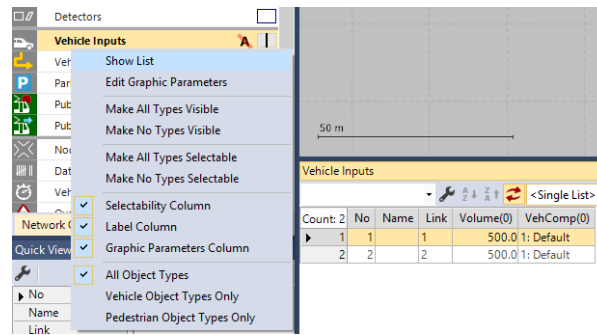 Detectors
Vehicle Inputs
Show List
Edit Graphic Parameters
Make All Types Visible
Make No Types Visible
Make All Types Selectable
Make No Types Selectable
Selectability Column
Label Column
Graphic Parameters Column
All Object Types
Vehicle Object Types Only
Pedestrian Object Types Only
Veh
Par
Pub
Pub
No
Dat
Veh
Network
Quick View
No
Name
Link
50 m
Vehicle Inputs
<Single List>
Count: 2 No Name Link Volume(0) VehComp(0)
1 1 1 500.0 1: Default
2 2 2 500.0 1: Default